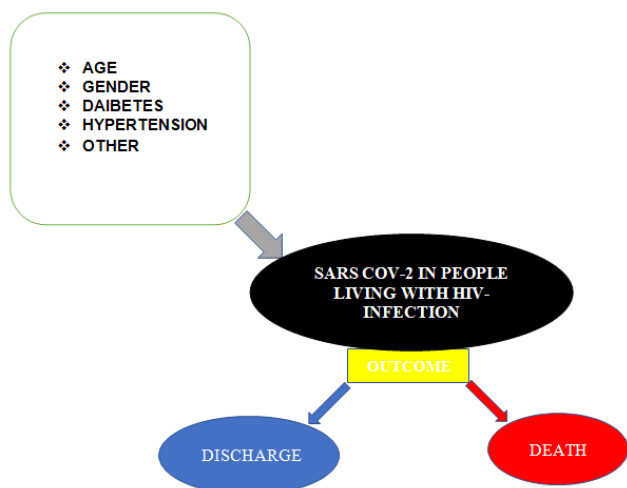 ❖ AGE
❖ GENDER
❖ DAIBETES
❖ HYPERTENSION
❖ OTHER
SARS COV-2 IN PEOPLE
LIVING WITH HIV-
INFECTION
OUTCOME
DISCHARGE
DEATH